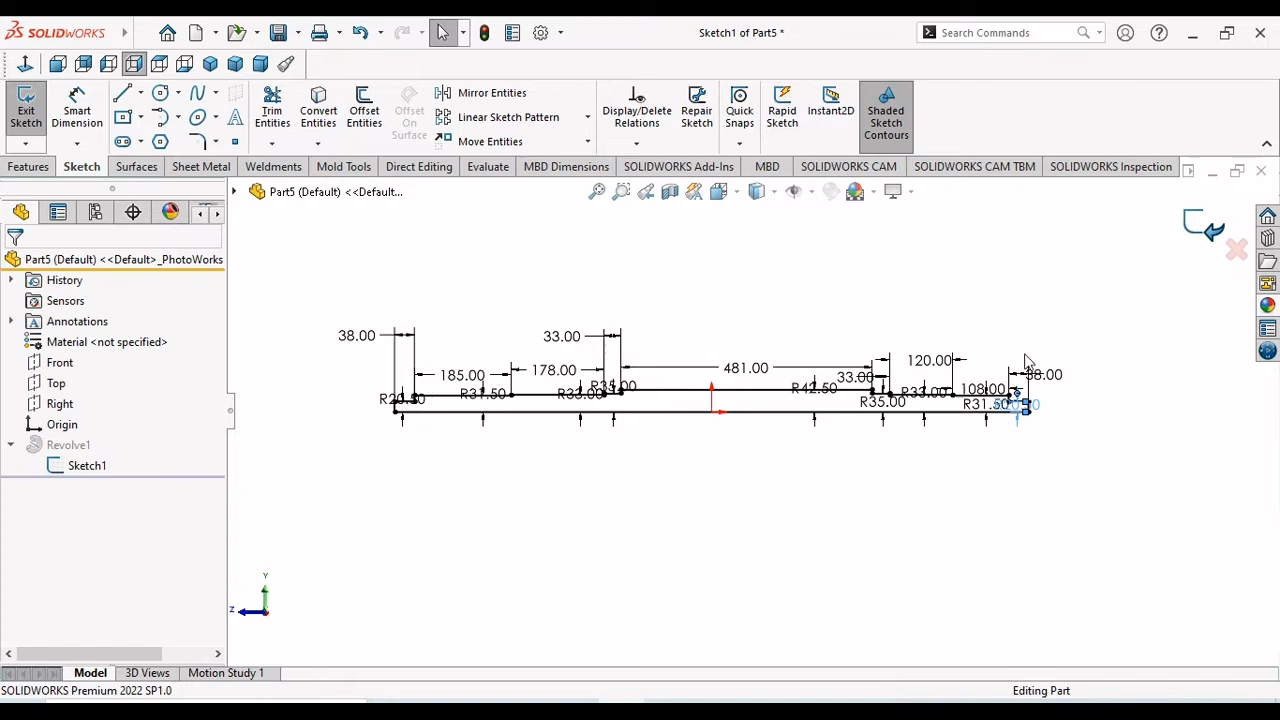 SOLIDWORKS
Sketch1 of Part5 *
Search Commands
Exit Sketch
Smart Dimension
Trim Entities
Convert Entities
Offset Entities
Offset On Surface
Mirror Entities
Linear Sketch Pattern
Move Entities
Display/Delete Relations
Repair Sketch
Quick Snaps
Rapid Sketch
Instant2D
Shaded Sketch Contours
Features
Sketch
Surfaces
Sheet Metal
Weldments
Mold Tools
Direct Editing
Evaluate
MBD Dimensions
SOLIDWORKS Add-Ins
MBD
SOLIDWORKS CAM
SOLIDWORKS CAM TBM
SOLIDWORKS Inspection
Part5 (Default) <<Default...
Part5 (Default) <<Default>_PhotoWorks
History
Sensors
Annotations
Material <not specified>
Front
Top
Right
Origin
Revolve1
Sketch1
38.00
33.00
185.00
178.00
481.00
120.00
33.00
108.00
38.00
R31.50
R33.00
R35.00
R42.50
R35.00
R33.00
R31.50
Y
Z
Model
3D Views
Motion Study 1
SOLIDWORKS Premium 2022 SP1.0
Editing Part